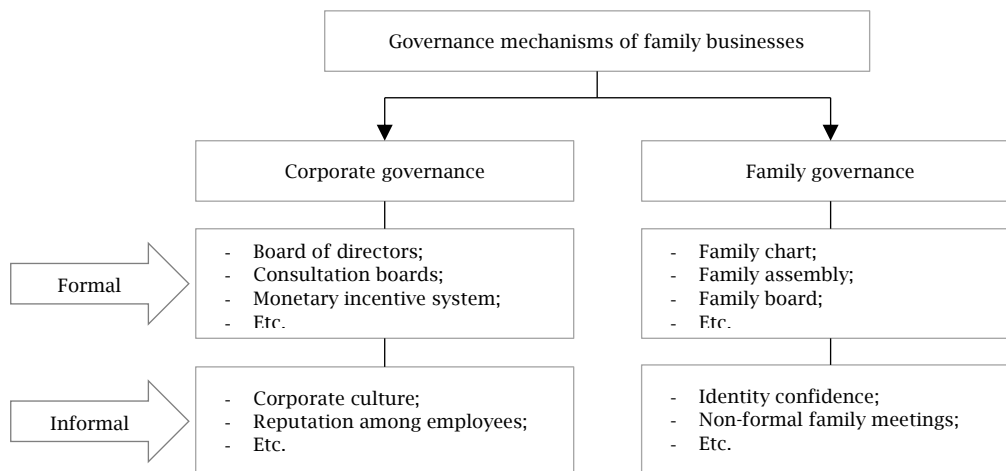 Governance mechanisms of family businesses
Corporate governance
Family governance
Formal
- Board of directors;
- Consultation boards;
- Monetary incentive system;
- Etc.
- Family chart;
- Family assembly;
- Family board;
- Etc.
Informal
- Corporate culture;
- Reputation among employees;
- Etc.
- Identity confidence;
- Non-formal family meetings;
- Etc.